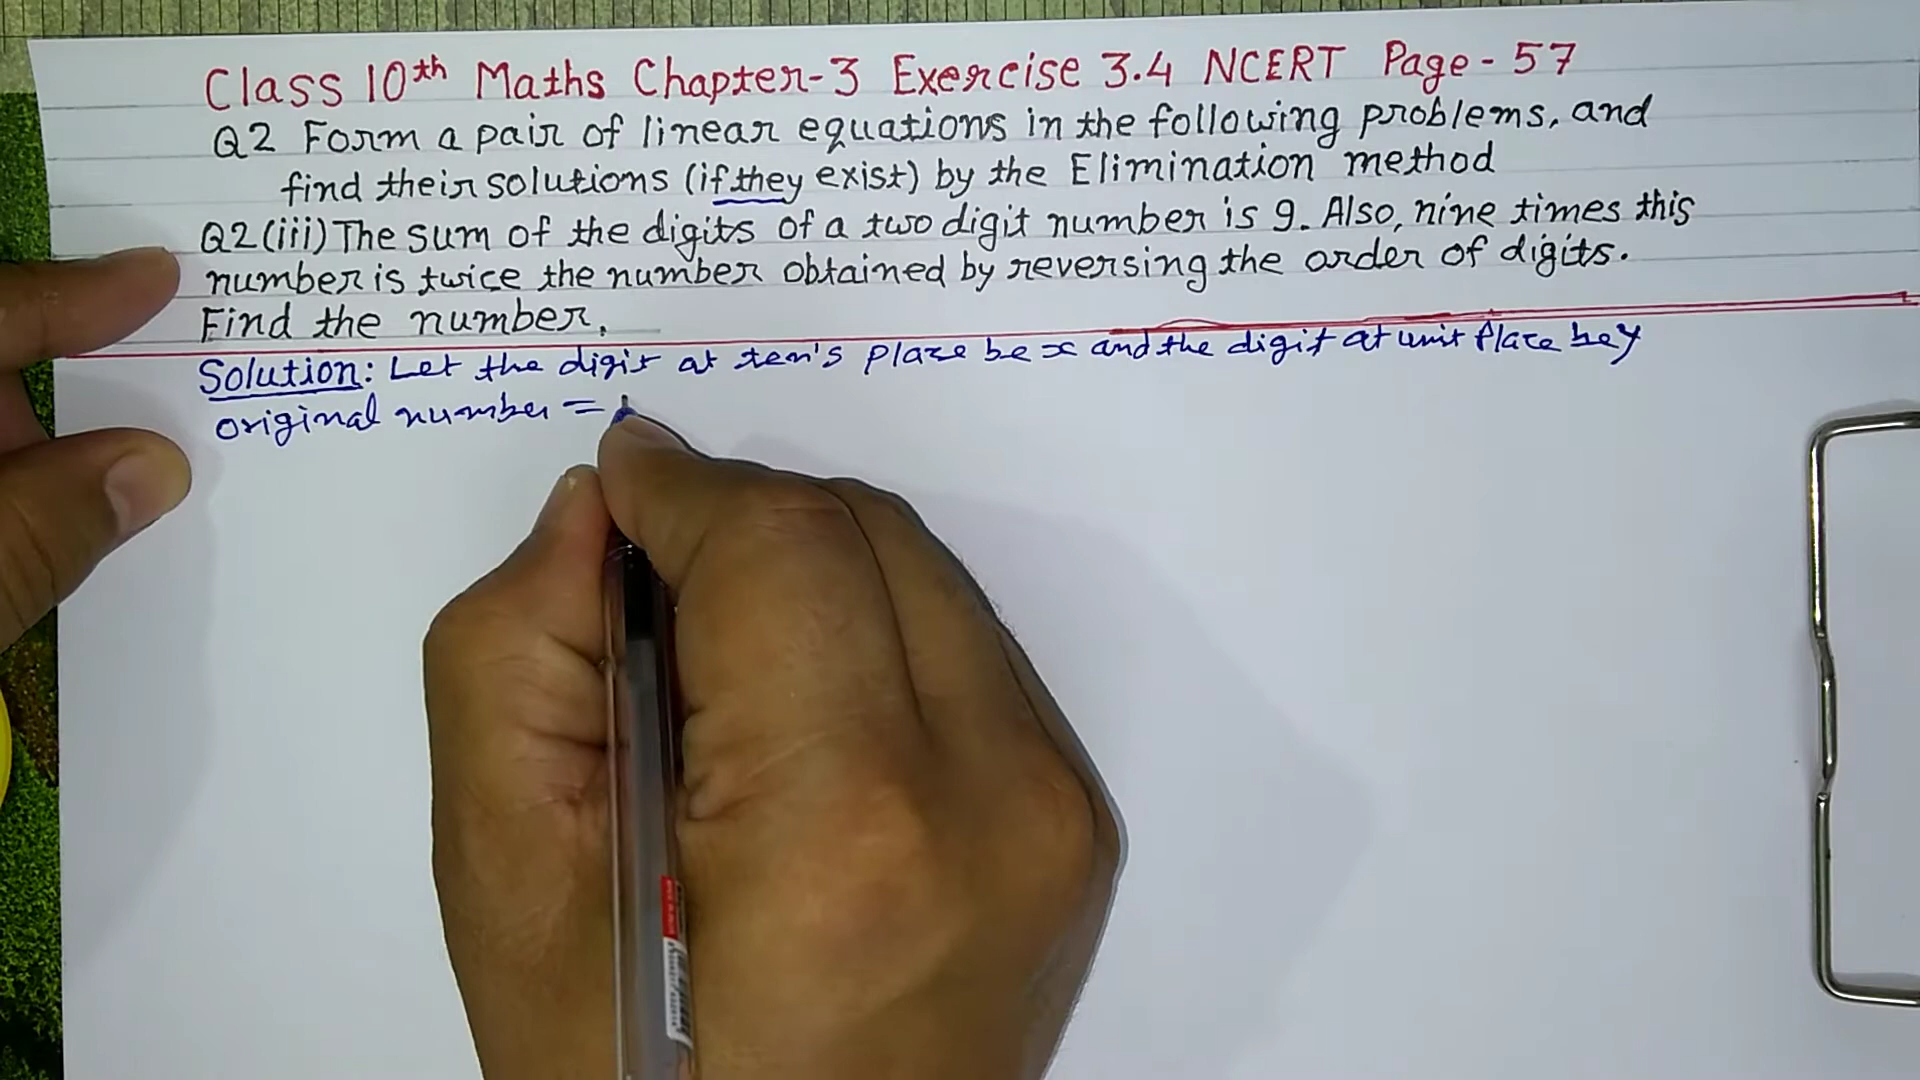 Class 10th Maths Chapter-3 Exercise 3.4 NCERT Page-57
Q2 Form a pair of linear equations in the following problems, and
find their solutions (if they exist) by the Elimination method
Q2(iii) The sum of the digits of a two digit number is 9. Also, nine times this
number is twice the number obtained by reversing the order of digits.
Find the number.
Solution: Let the digit at ten's place be x and the digit at unit place be y
original number =